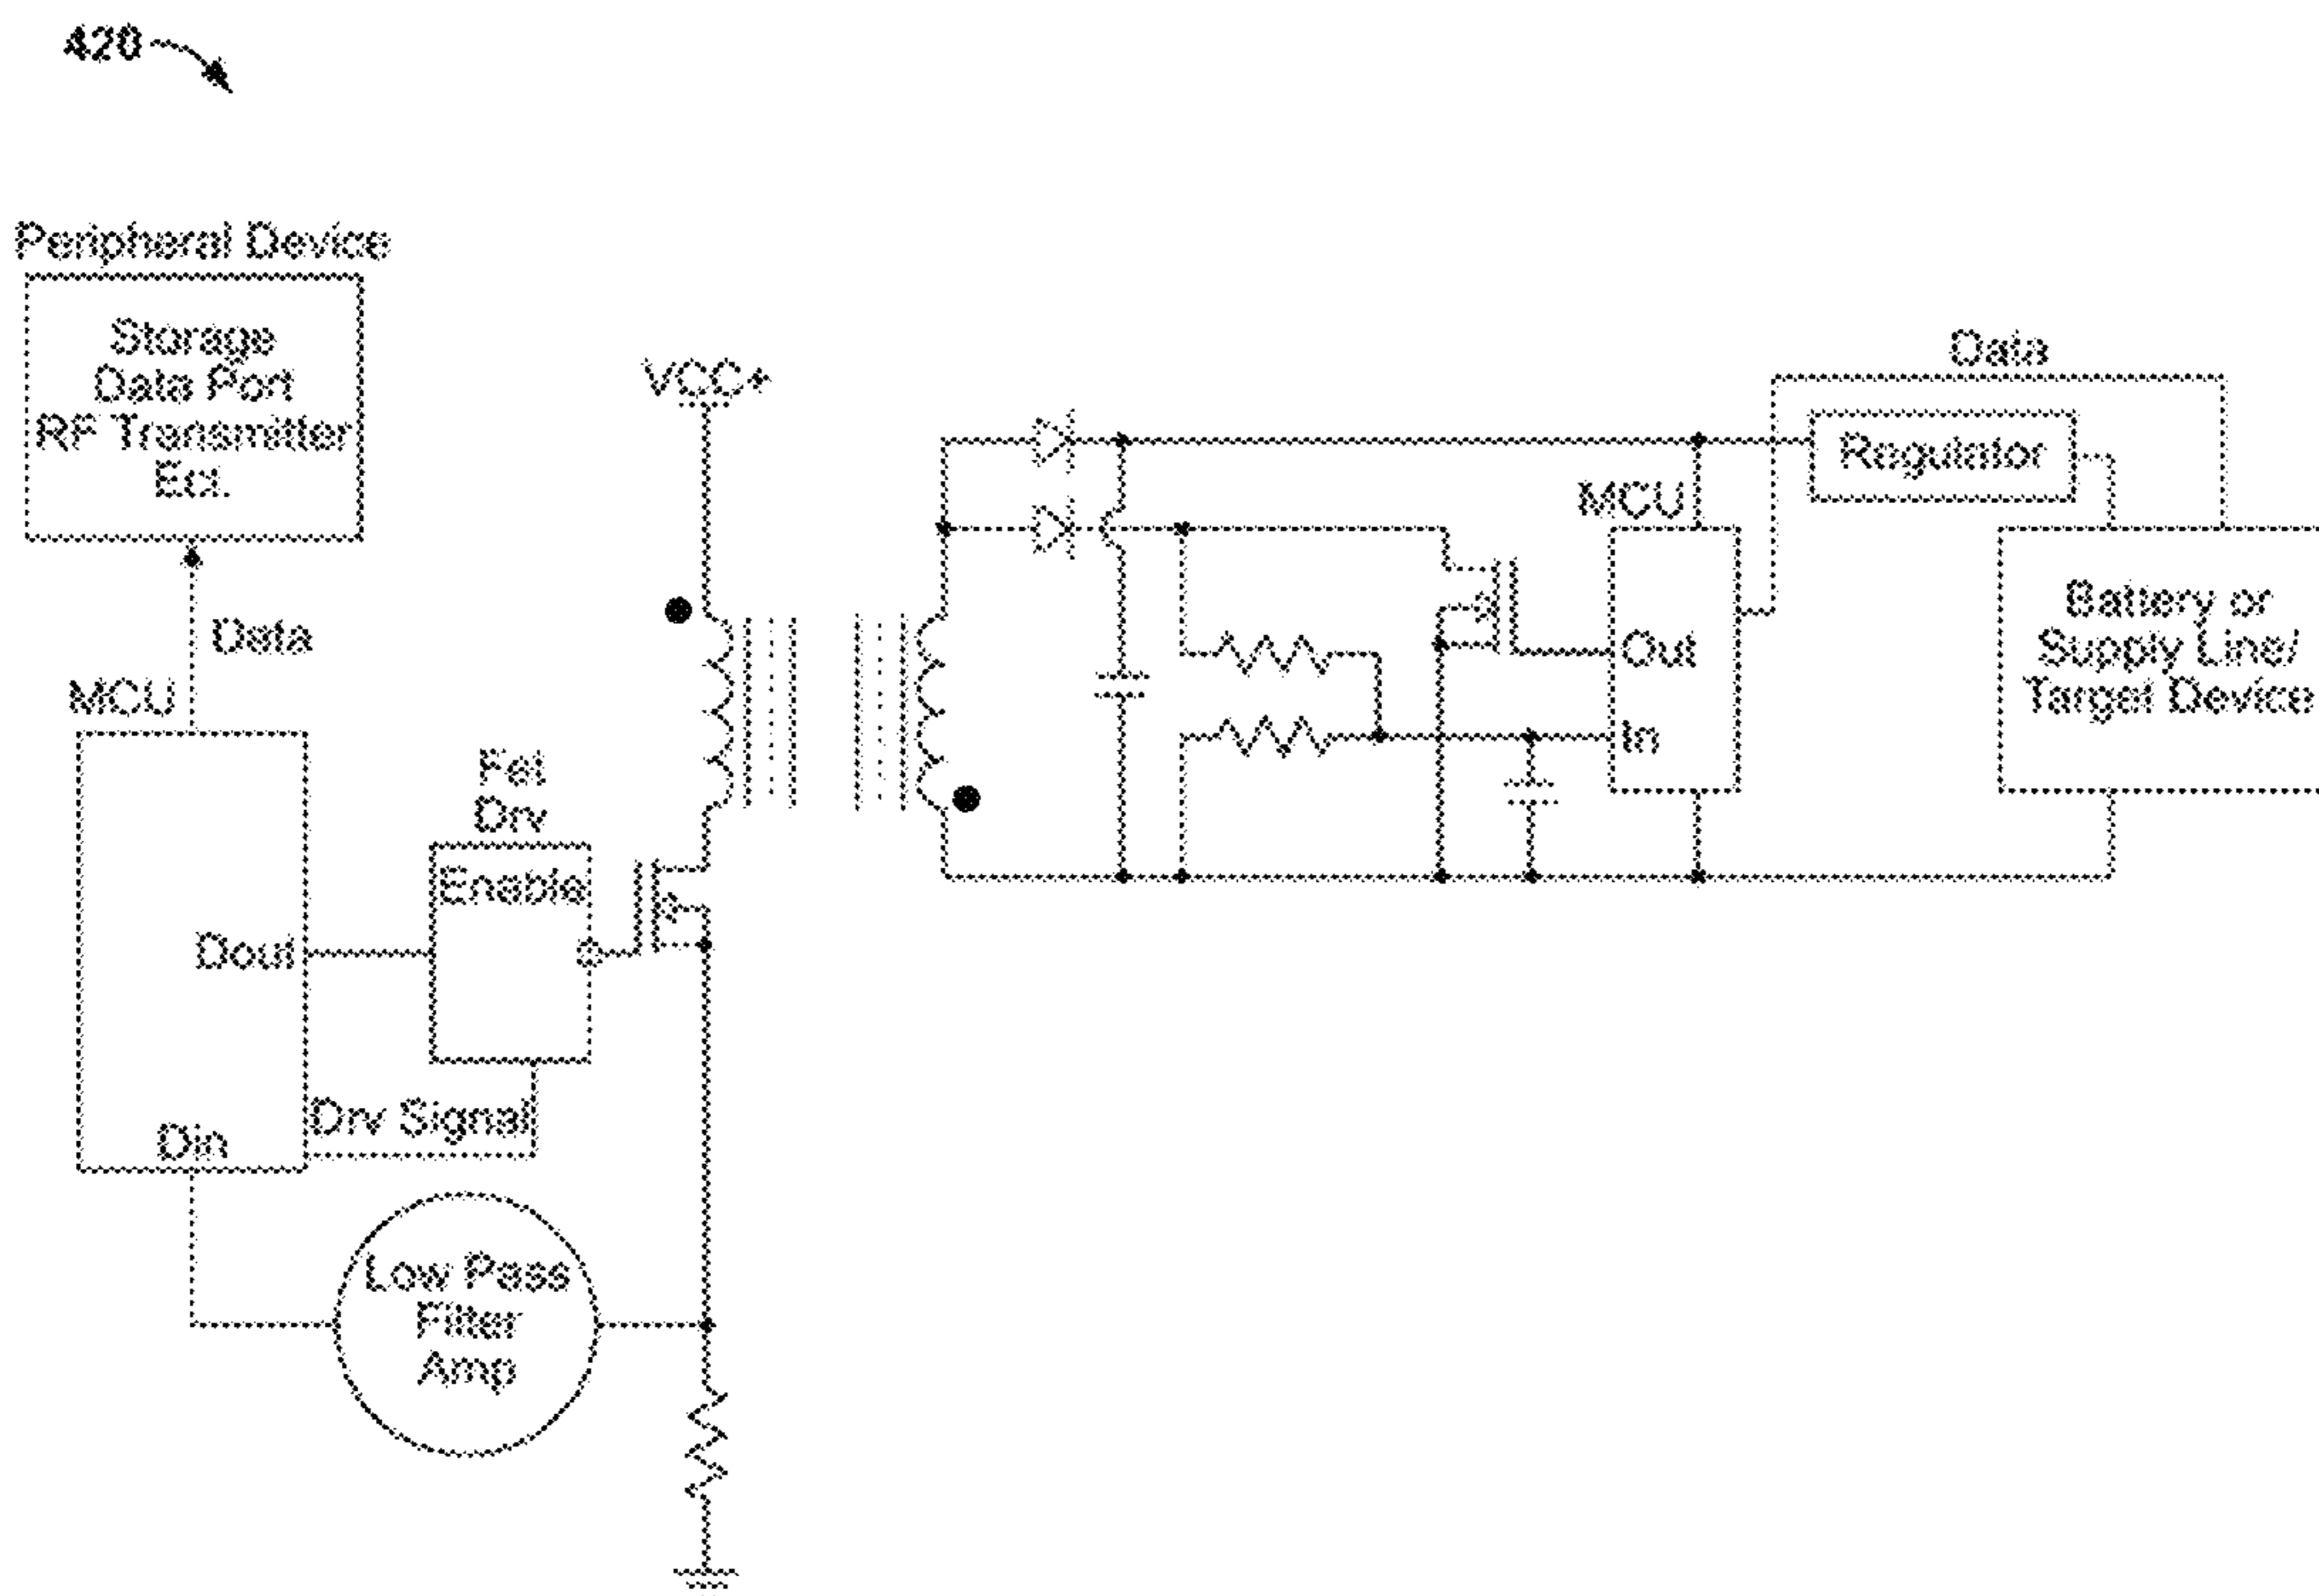 420
Peripheral Device
Storage
Data Port
RF Transmitter
Ect.
Data
MCU
Dout
Din
Fet
Drv
Enable
Drv Signal
Low Pass
Filter
Amp
VCC+
Data
Regulator
MCU
Out
In
Battery or
Supply Line/
Target Device